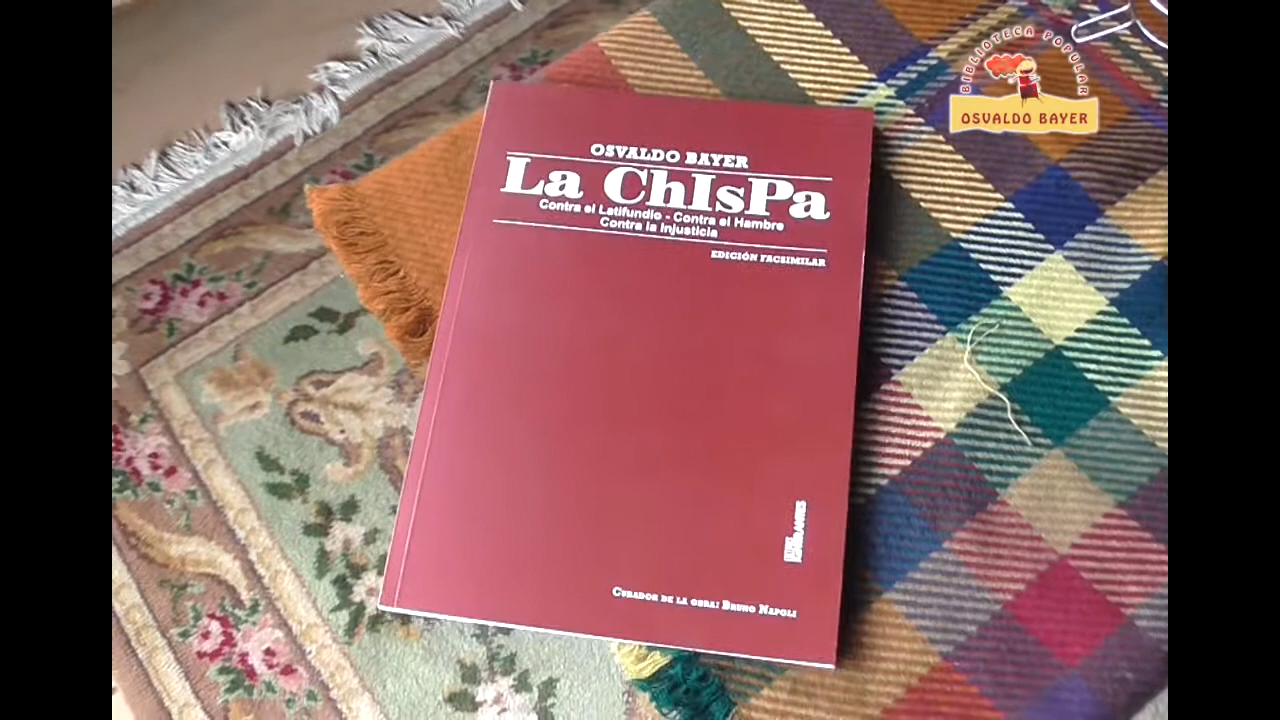 OSVALDO BAYER
La ChIsPa
Contra el Latifundio - Contra el Hambre
Contra la Injusticia
EDICIÓN FACSIMILAR
CURADOR DE LA OBRA: BRUNO NAPOLI
BIBLIOTECA POPULAR
OSVALDO BAYER